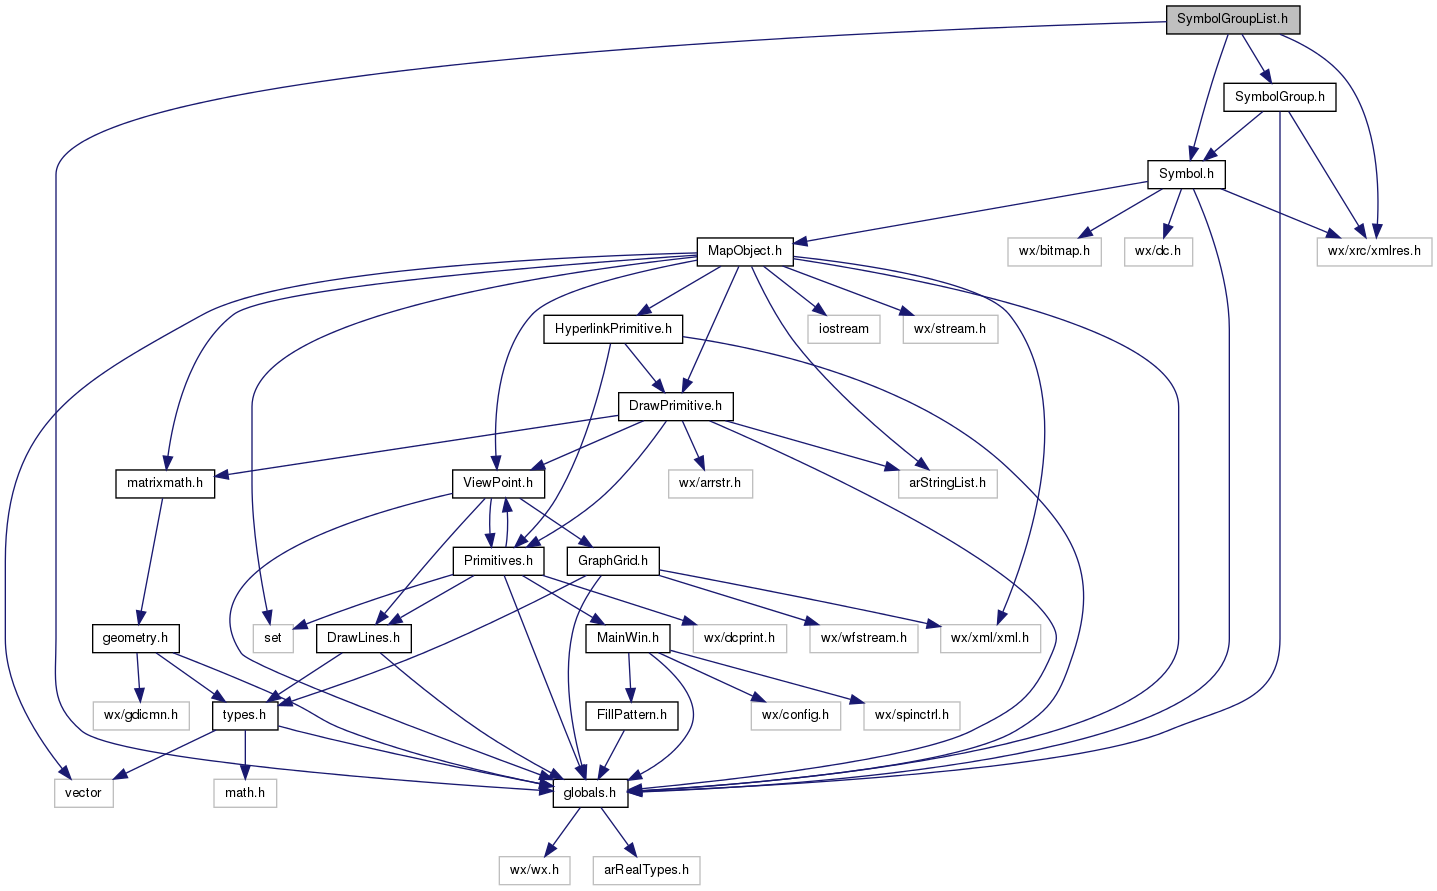 SymbolGroupList.h
SymbolGroup.h
Symbol.h
MapObject.h
wx/bitmap.h
wx/dc.h
wx/xrc/xmlres.h
HyperlinkPrimitive.h
iostream
wx/stream.h
DrawPrimitive.h
matrixmath.h
ViewPoint.h
wx/arrstr.h
arStringList.h
Primitives.h
GraphGrid.h
geometry.h
set
DrawLines.h
MainWin.h
wx/dcprint.h
wx/wfstream.h
wx/xml/xml.h
wx/gdicmn.h
types.h
FillPattern.h
wx/config.h
wx/spinctrl.h
vector
math.h
globals.h
wx/wx.h
arRealTypes.h